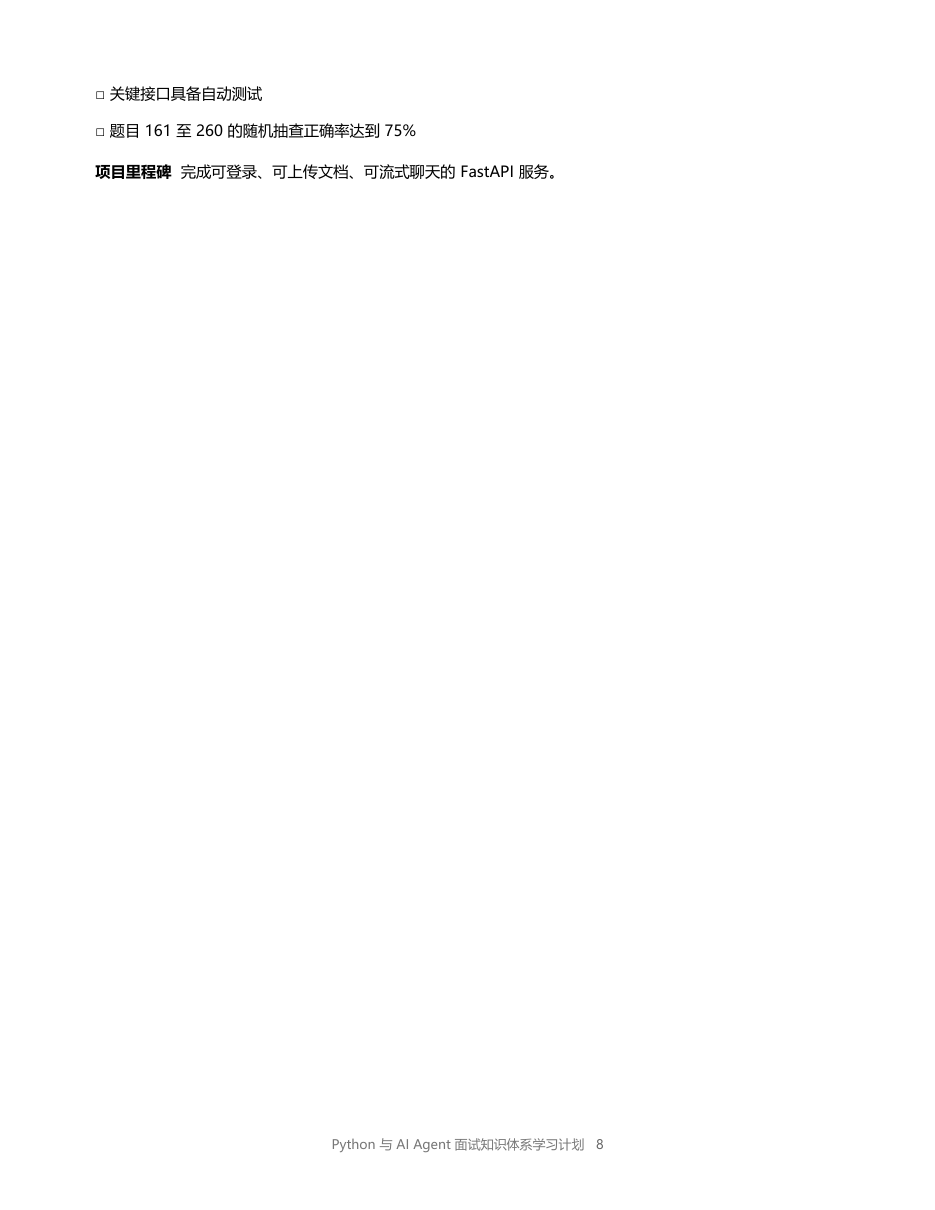 □ 关键接口具备自动测试
□ 题目 161 至 260 的随机抽查正确率达到 75%
项目里程碑 完成可登录、可上传文档、可流式聊天的 FastAPI 服务。
Python 与 AI Agent 面试知识体系学习计划 8